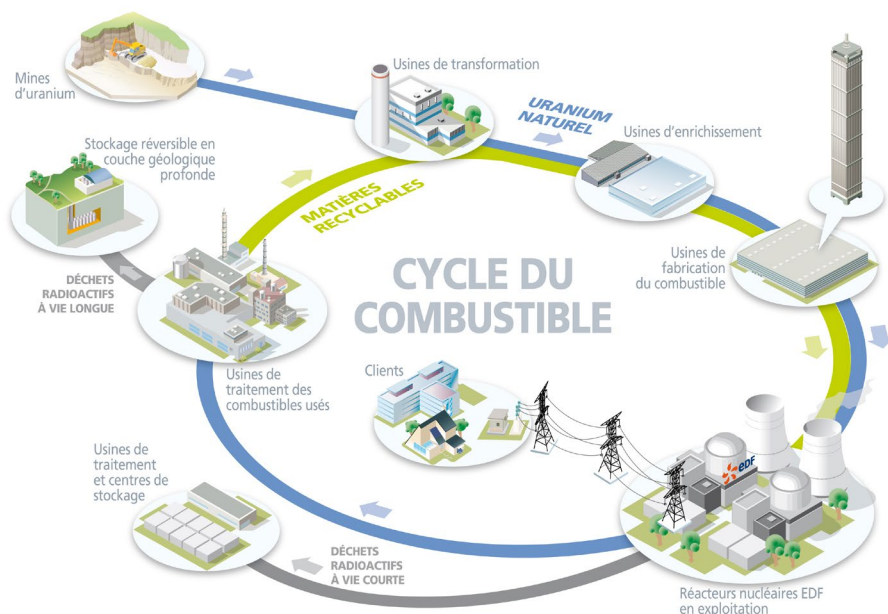 Mines
d'uranium
Usines de transformation
URANIUM
NATUREL
Usines d'enrichissement
Stockage réversible en
couche géologique
profonde
MATIÈRES
RECYCLABLES
Usines de
fabrication
du combustible
DÉCHETS
RADIOACTIFS
À VIE LONGUE
CYCLE DU
COMBUSTIBLE
Usines de
traitement des
combustibles usés
Clients
Usines de
traitement
et centres de
stockage
eDF
DÉCHETS
RADIOACTIFS
À VIE COURTE
Réacteurs nucléaires EDF
en exploitation